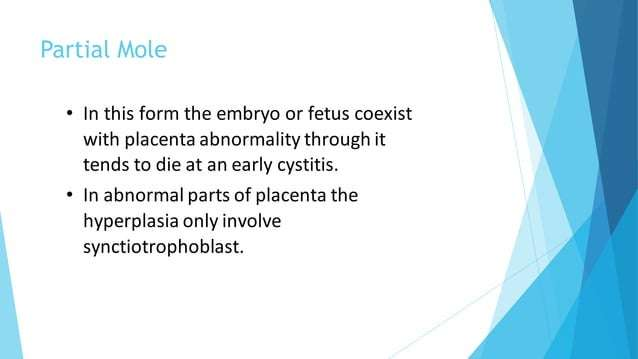 Partial Mole
• In this form the embryo or fetus coexist
with placenta abnormality through it
tends to die at an early cystitis.
• In abnormal parts of placenta the
hyperplasia only involve
synctiotrophoblast.